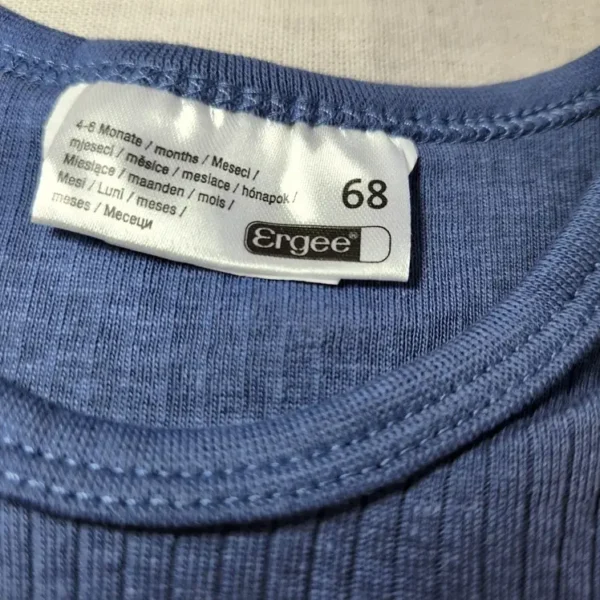 4-6 Monate / months / Meseci /
mjeseci / měsíce / mesiace / hónapok /
Miesiące / maanden / mois /
Mesi / Luni / meses /
meses / Месеци
68
Ergee®